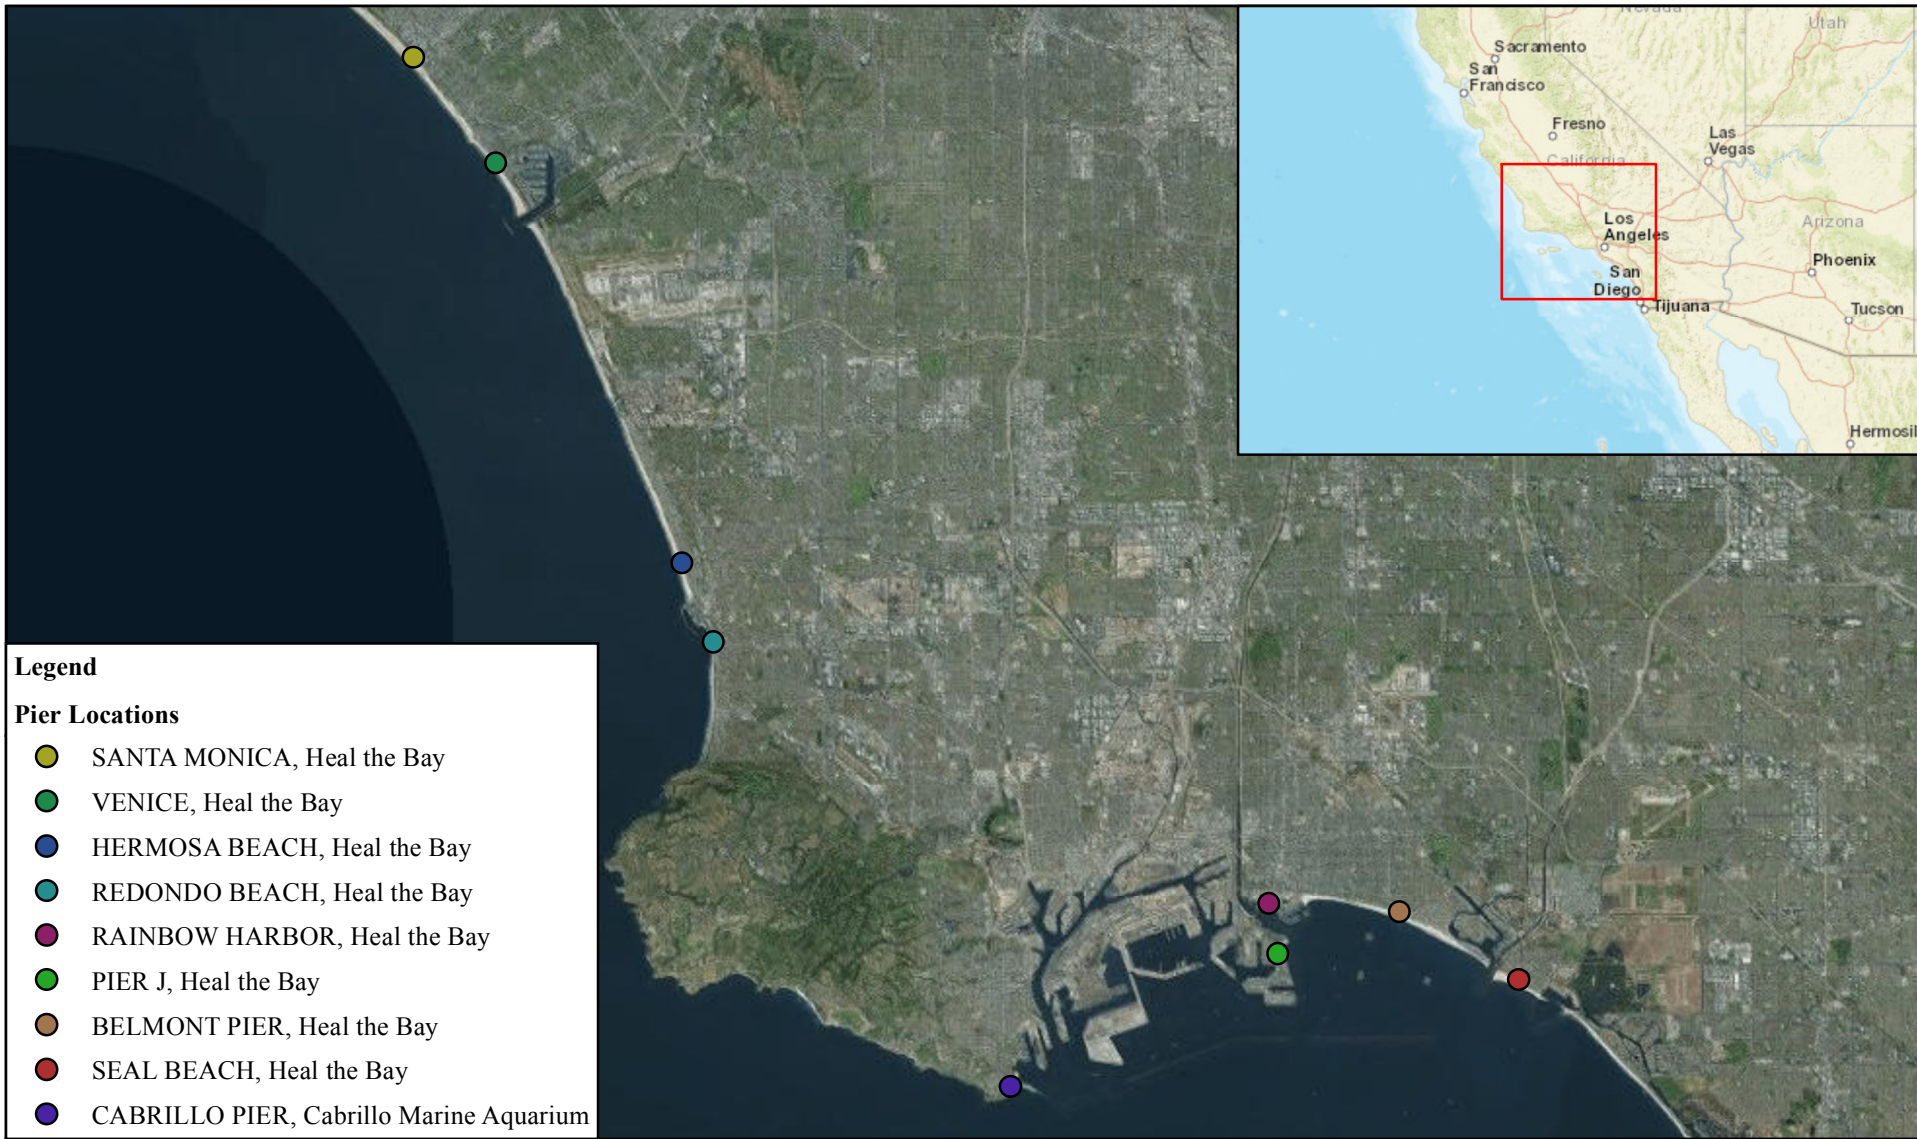 Nevada
Utah
Sacramento
San
Francisco
Fresno
Las
Vegas
California
Los
Angeles
Arizona
Phoenix
San
Diego
Tijuana
Tucson
Hermosil
Legend
Pier Locations
SANTA MONICA, Heal the Bay
VENICE, Heal the Bay
HERMOSA BEACH, Heal the Bay
REDONDO BEACH, Heal the Bay
RAINBOW HARBOR, Heal the Bay
PIER J, Heal the Bay
BELMONT PIER, Heal the Bay
SEAL BEACH, Heal the Bay
CABRILLO PIER, Cabrillo Marine Aquarium